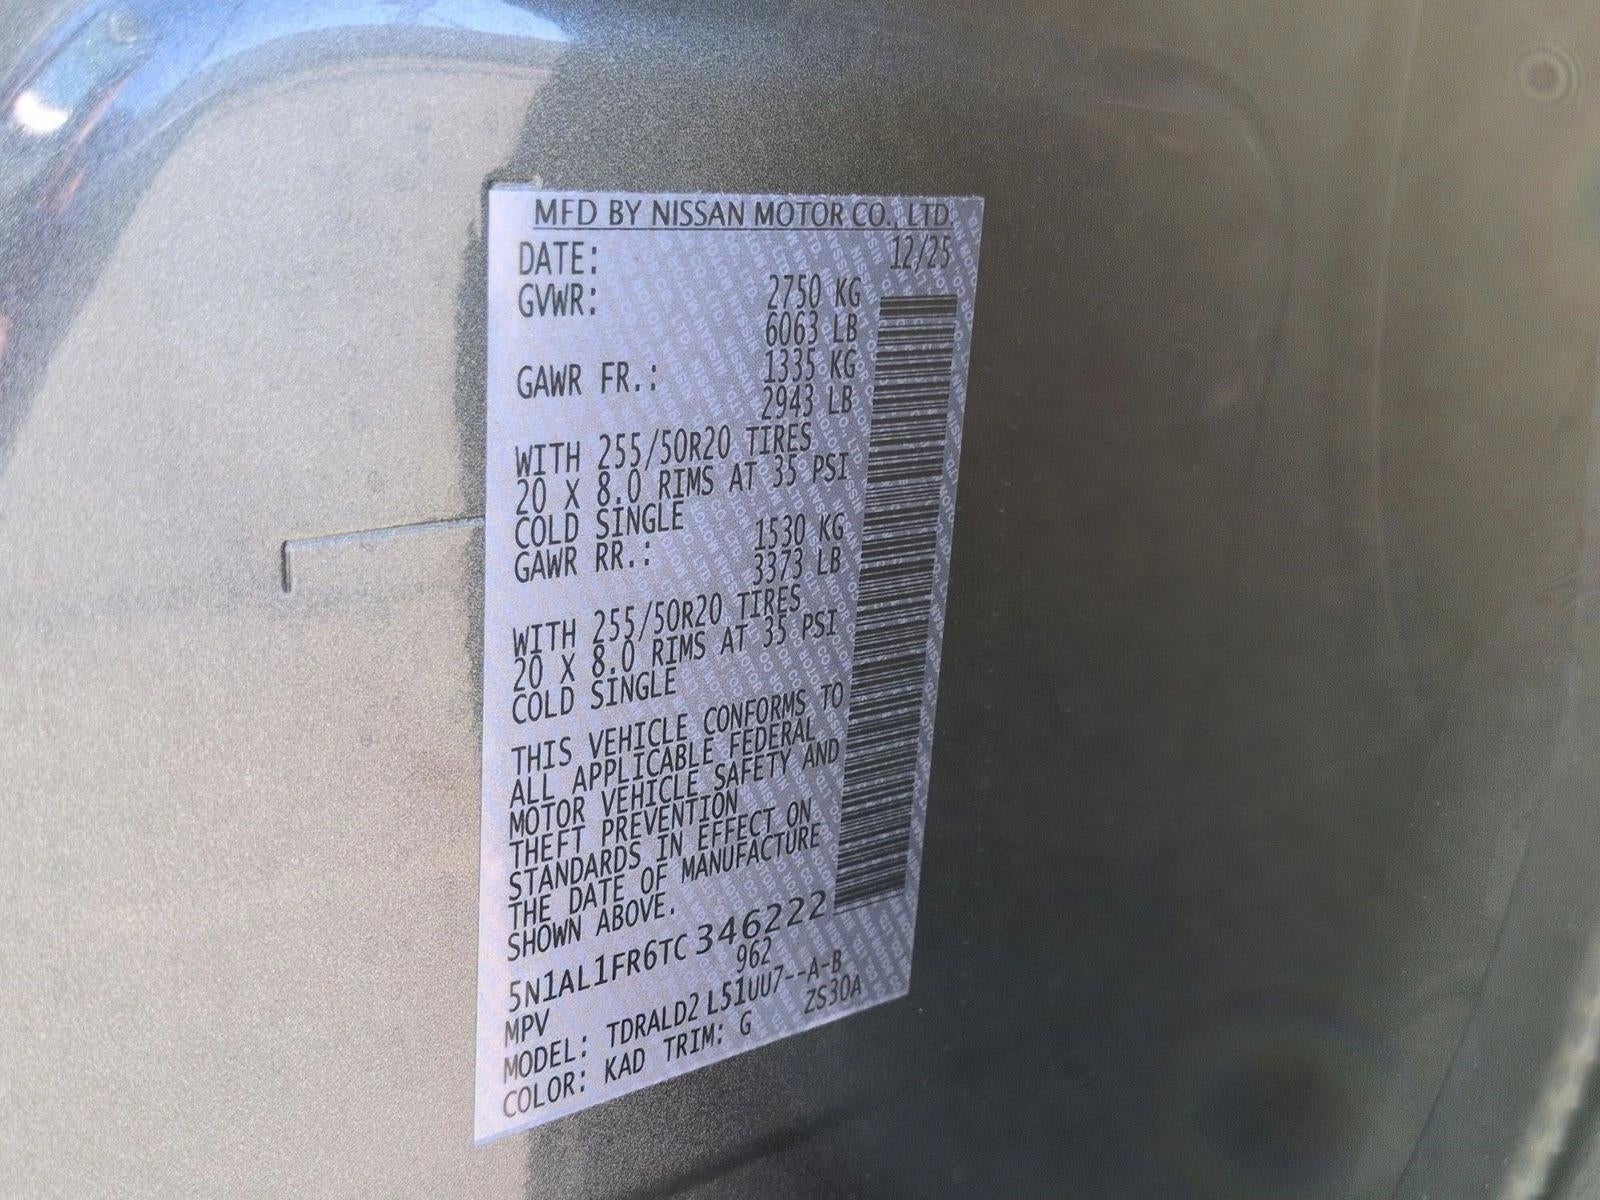 MFD BY NISSAN MOTOR CO., LTD.
DATE: 12/25
GVWR: 2750 KG
6063 LB
GAWR FR.: 1335 KG
2943 LB
WITH 255/50R20 TIRES
20 X 8.0 RIMS AT 35 PSI
COLD SINGLE
GAWR RR.: 1530 KG
3373 LB
WITH 255/50R20 TIRES
20 X 8.0 RIMS AT 35 PSI
COLD SINGLE
THIS VEHICLE CONFORMS TO
ALL APPLICABLE FEDERAL
MOTOR VEHICLE SAFETY AND
THEFT PREVENTION
STANDARDS IN EFFECT ON
THE DATE OF MANUFACTURE
SHOWN ABOVE.
5N1AL1FR6TC 346222
MPV 962
MODEL: TDRALD2 L51UU7--A-B
COLOR: KAD TRIM: G ZS30A